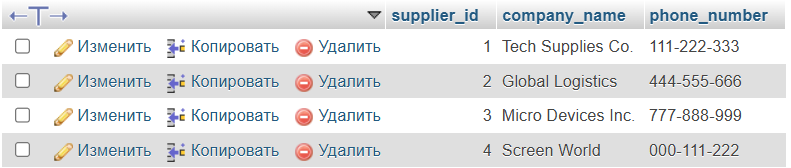 ←T→ supplier_id company_name phone_number
Изменить Копировать Удалить 1 Tech Supplies Co. 111-222-333
Изменить Копировать Удалить 2 Global Logistics 444-555-666
Изменить Копировать Удалить 3 Micro Devices Inc. 777-888-999
Изменить Копировать Удалить 4 Screen World 000-111-222